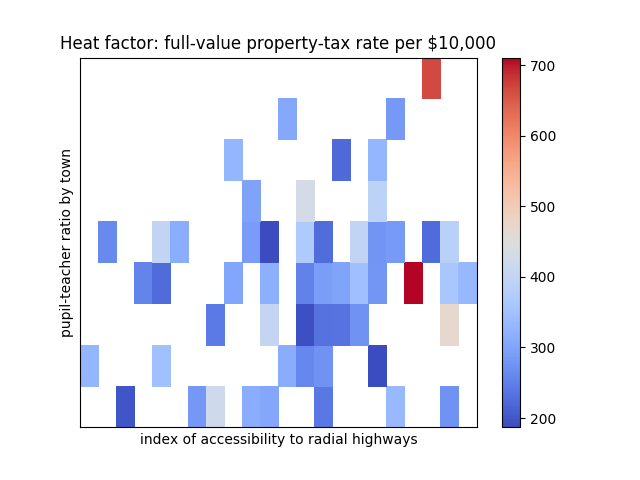 Heat factor: full-value property-tax rate per $10,000
pupil-teacher ratio by town
index of accessibility to radial highways
700
600
500
400
300
200